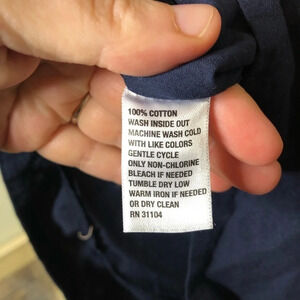 100% COTTON
WASH INSIDE OUT
MACHINE WASH COLD
WITH LIKE COLORS
GENTLE CYCLE
ONLY NON-CHLORINE
BLEACH IF NEEDED
TUMBLE DRY LOW
WARM IRON IF NEEDED
OR DRY CLEAN
RN 31104